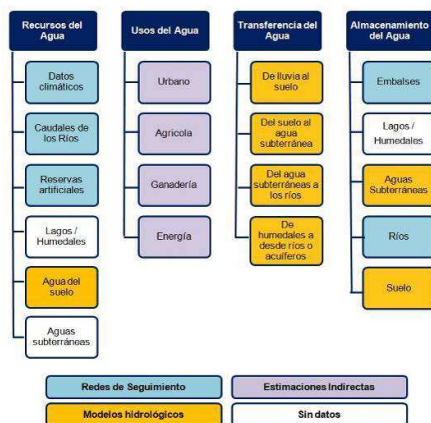 Recursos del
Agua
Usos del Agua
Transferencia del
Agua
Almacenamiento
del Agua
Datos
climáticos
Caudales de
los Ríos
Reservas
artificiales
Lagos /
Humedales
Agua del
suelo
Aguas
subterráneas
Urbano
Agricola
Ganadería
Energía
De lluvia al
suelo
Del suelo al
agua
subterránea
Del agua
subterráneas a
los ríos
De
humedales a
desde ríos o
acuíferos
Embalses
Lagos /
Humedales
Aguas
Subterráneas
Ríos
Suelo
Redes de Seguimiento
Estimaciones Indirectas
Modelos hidrológicos
Sin datos